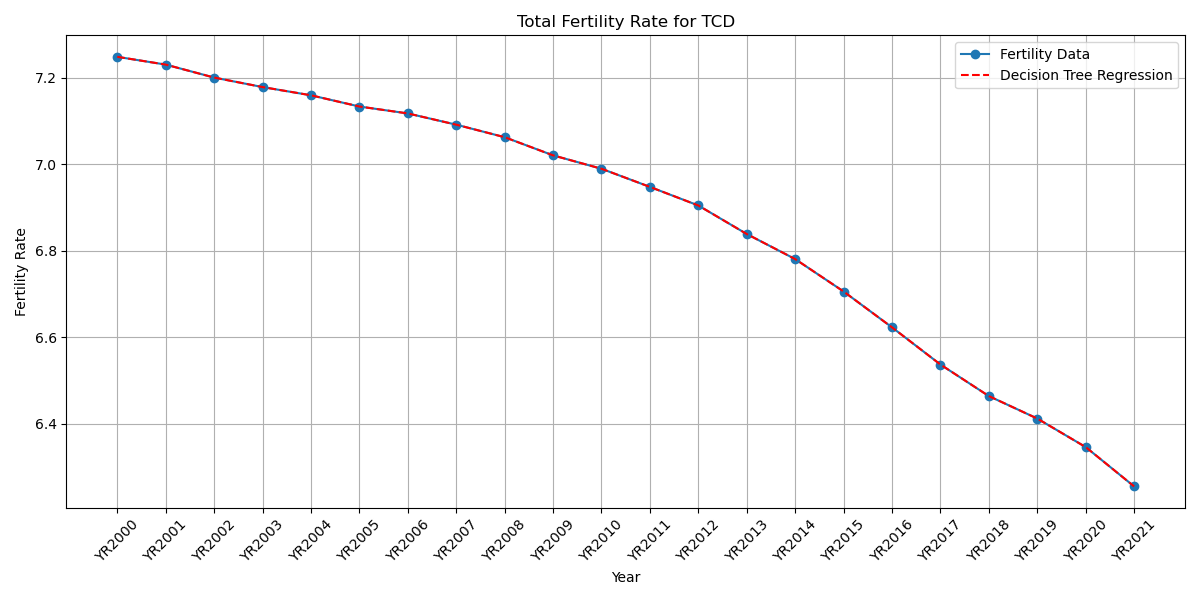 Total Fertility Rate for TCD
Fertility Data
Decision Tree Regression
Fertility Rate
7.2
7.0
6.8
6.6
6.4
YR2000
YR2001
YR2002
YR2003
YR2004
YR2005
YR2006
YR2007
YR2008
YR2009
YR2010
YR2011
YR2012
YR2013
YR2014
YR2015
YR2016
YR2017
YR2018
YR2019
YR2020
YR2021
Year